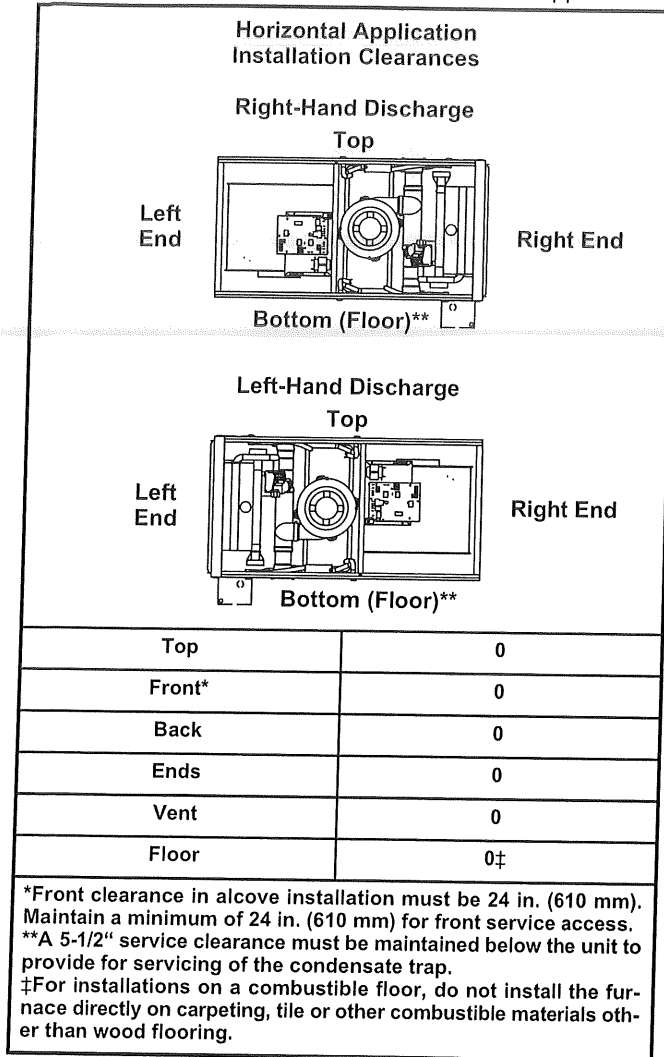 Horizontal Application
Installation Clearances
Right-Hand Discharge
Top
Left
End
Right End
Bottom (Floor)**
Left-Hand Discharge
Top
Left
End
Right End
Bottom (Floor)**
Top 0
Front* 0
Back 0
Ends 0
Vent 0
Floor 0‡
*Front clearance in alcove installation must be 24 in. (610 mm).
Maintain a minimum of 24 in. (610 mm) for front service access.
**A 5-1/2“ service clearance must be maintained below the unit to
provide for servicing of the condensate trap.
‡For installations on a combustible floor, do not install the fur-
nace directly on carpeting, tile or other combustible materials oth-
er than wood flooring.